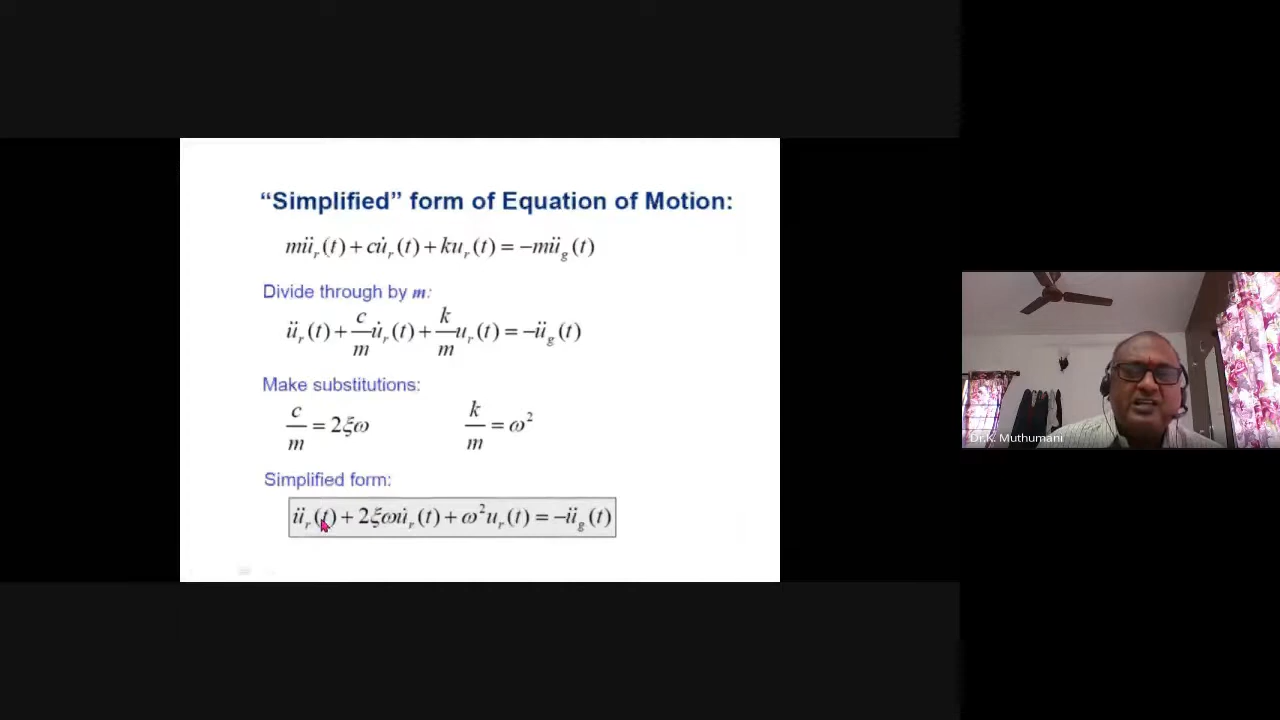 “Simplified” form of Equation of Motion:
mü_r(t) + cu̇_r(t) + ku_r(t) = −mü_g(t)
Divide through by m:
ü_r(t) + c/m u̇_r(t) + k/m u_r(t) = −ü_g(t)
Make substitutions:
c/m = 2ξω k/m = ω²
Simplified form:
ü_r(t) + 2ξωu̇_r(t) + ω²u_r(t) = −ü_g(t)
Dr.K. Muthumani